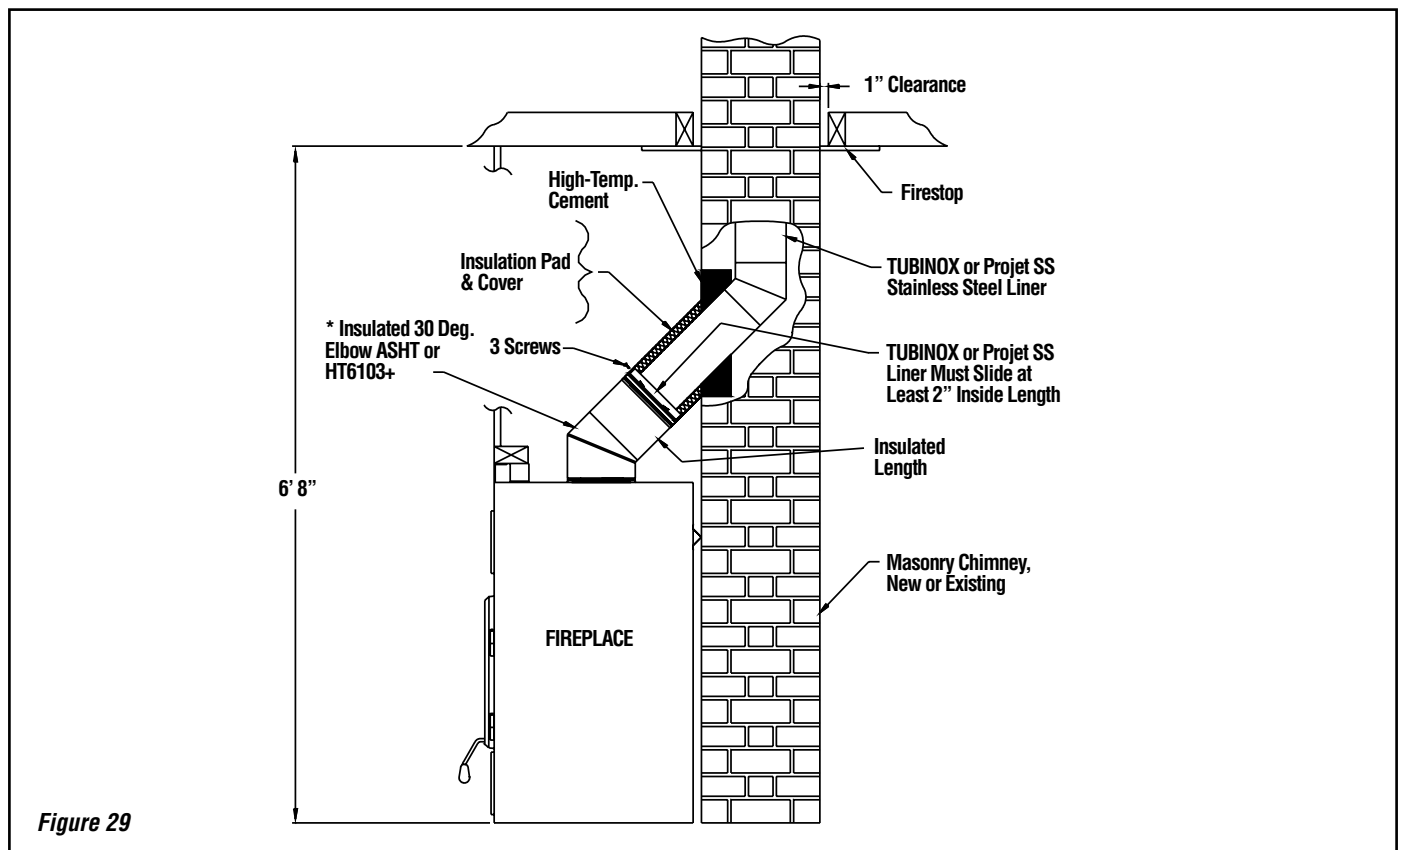 1” Clearance
High-Temp.
Cement
Firestop
Insulation Pad
& Cover
TUBINOX or Projet SS
Stainless Steel Liner
* Insulated 30 Deg.
Elbow ASHT or
HT6103+
3 Screws
TUBINOX or Projet SS
Liner Must Slide at
Least 2” Inside Length
Insulated
Length
6’ 8”
Masonry Chimney,
New or Existing
FIREPLACE
Figure 29